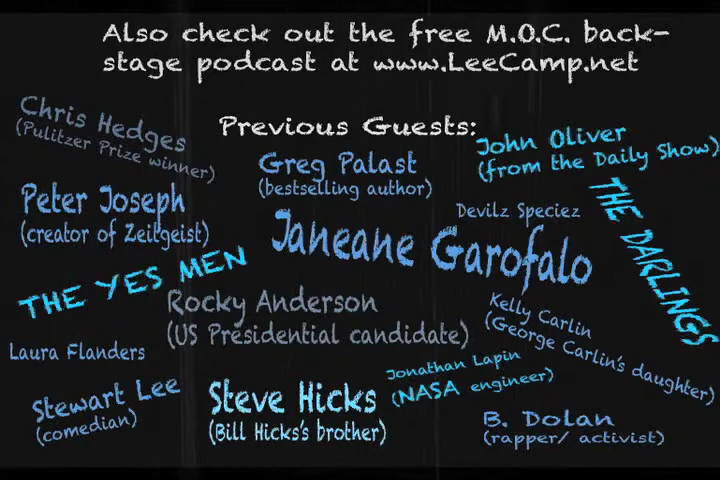 Also check out the free M.O.C. back-
stage podcast at www.LeeCamp.net
Previous Guests:
Chris Hedges
(Pulitzer Prize winner)
Greg Palast
(bestselling author)
John Oliver
(from the Daily Show)
Peter Joseph
(creator of Zeitgeist)
Devilz Speciez
Janeane Garofalo
THE DARLINGS
THE YES MEN
Rocky Anderson
(US Presidential candidate)
Kelly Carlin
(George Carlin's daughter)
Laura Flanders
Jonathan Lapin
(NASA engineer)
Stewart Lee
(comedian)
Steve Hicks
(Bill Hicks's brother)
B. Dolan
(rapper/ activist)